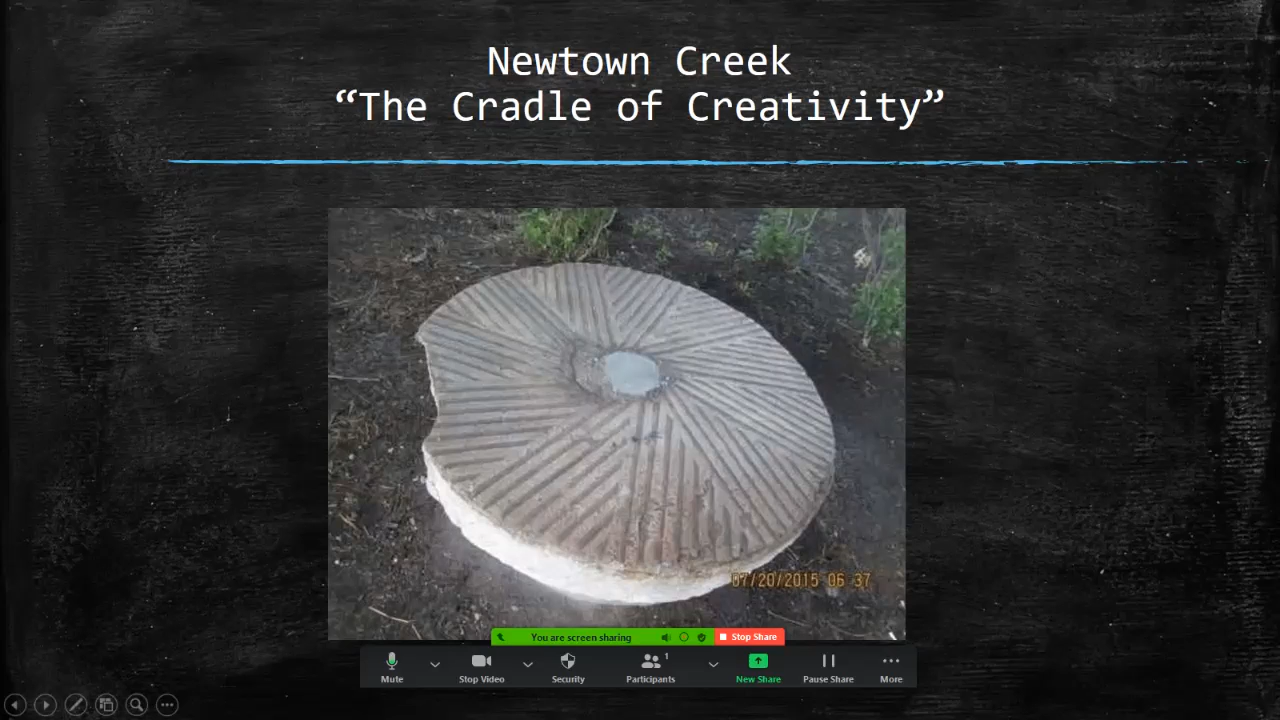 Newtown Creek
“The Cradle of Creativity”
07/20/2015 06 37
You are screen sharing
Stop Share
1
Mute
Stop Video
Security
Participants
New Share
Pause Share
More